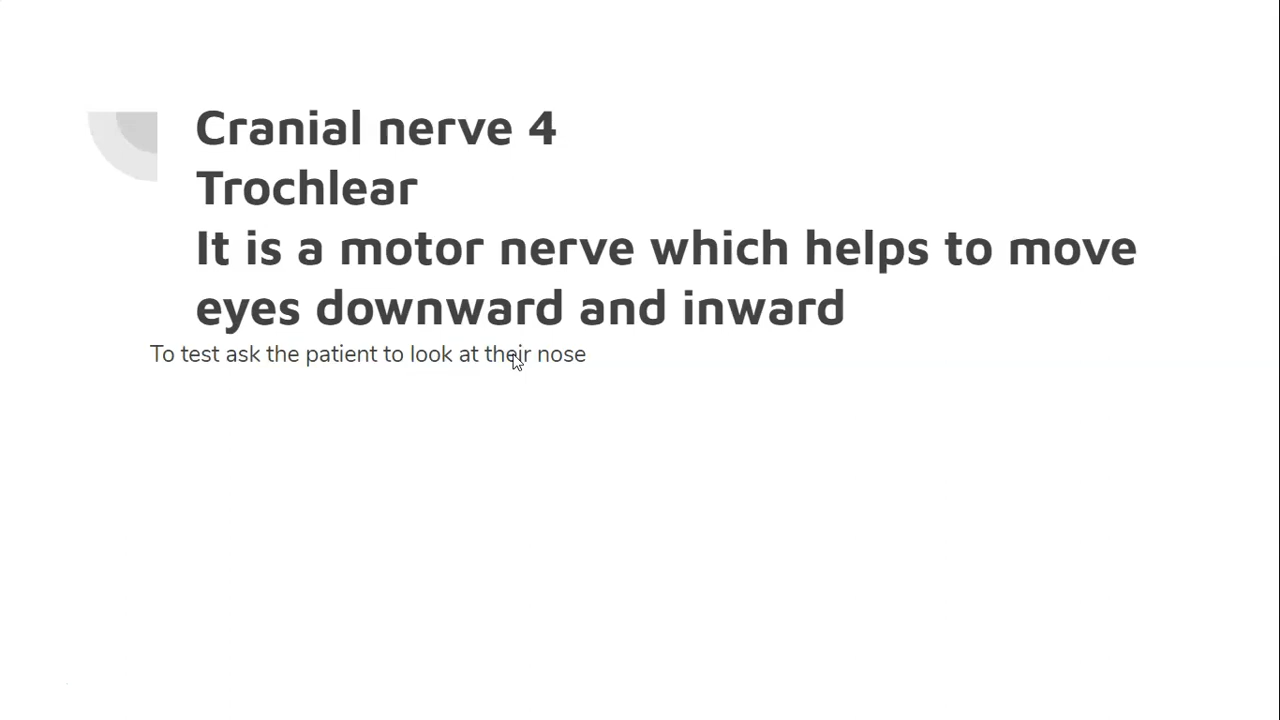 Cranial nerve 4
Trochlear
It is a motor nerve which helps to move
eyes downward and inward
To test ask the patient to look at their nose